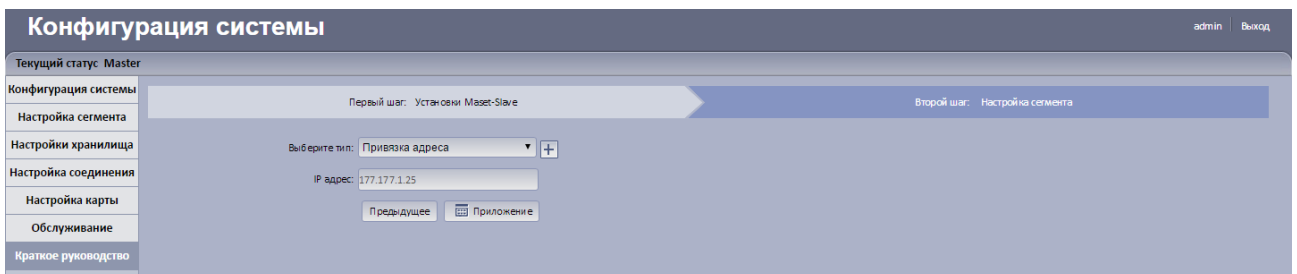 Конфигурация системы
admin Выход
Текущий статус Master
Конфигурация системы
Первый шаг: Установки Maset-Slave Второй шаг: Настройка сегмента
Настройка сегмента
Настройки хранилища
Выберите тип: Привязка адреса
Настройка соединения
IP адрес: 177.177.1.25
Настройка карты
Предыдущее Приложение
Обслуживание
Краткое руководство